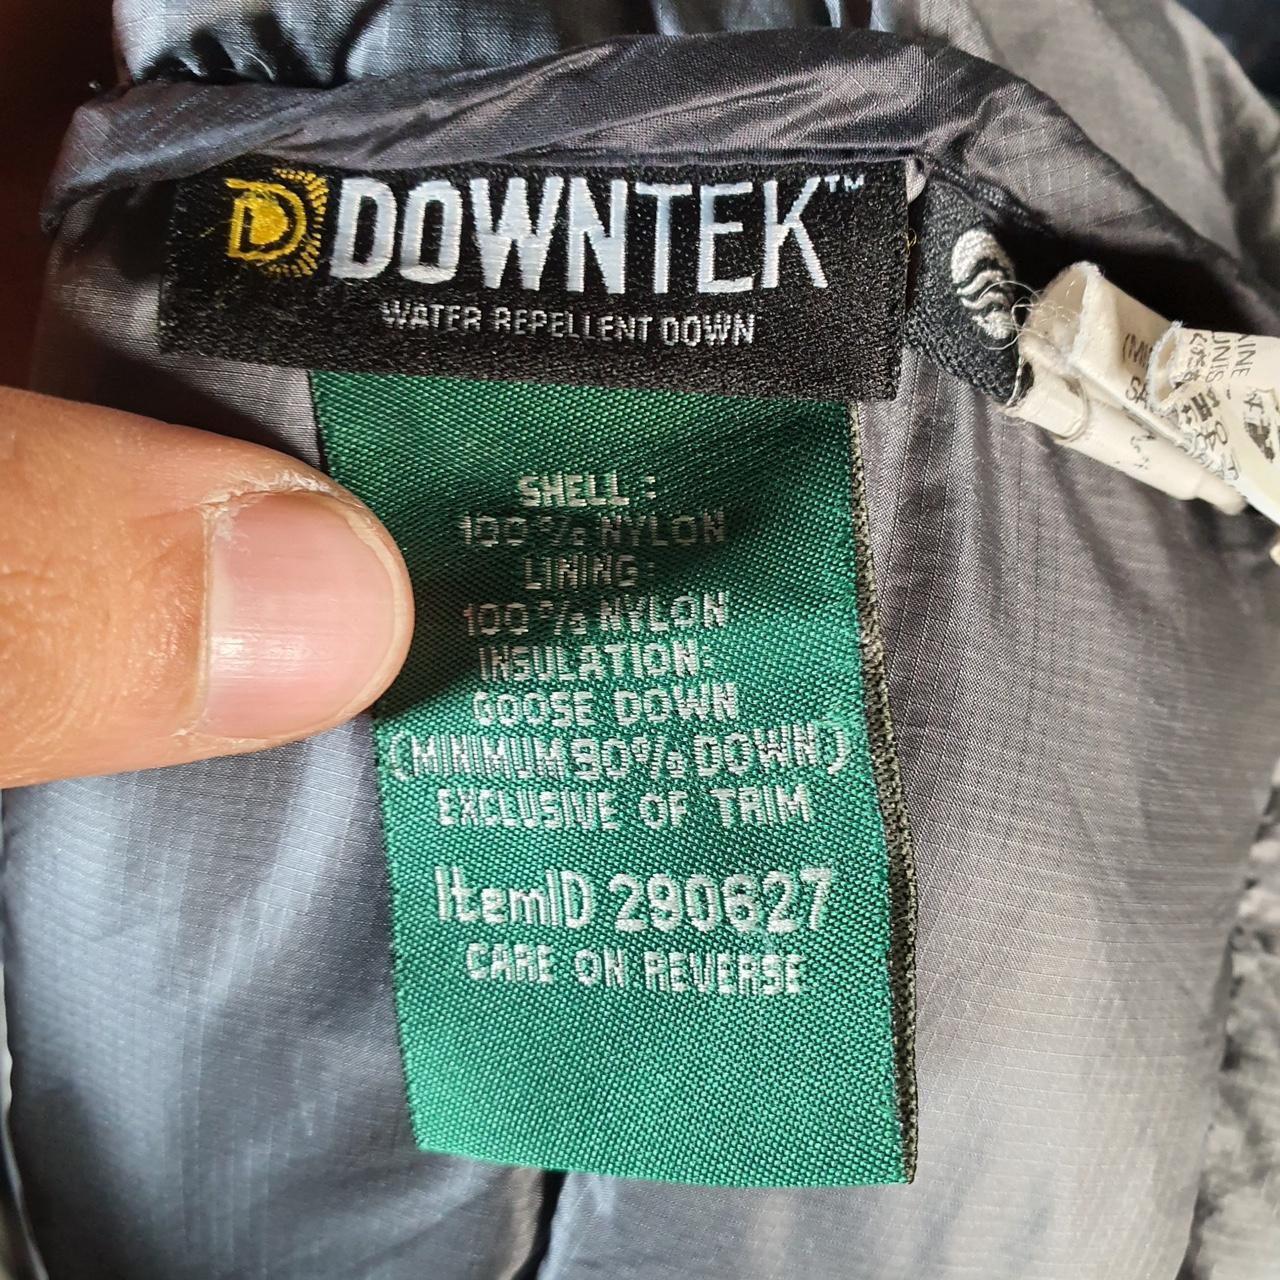 DOWNTEK™
WATER REPELLENT DOWN
SHELL:
100% NYLON
LINING:
100% NYLON
INSULATION:
GOOSE DOWN
(MINIMUM 90% DOWN)
EXCLUSIVE OF TRIM
ItemID 290627
CARE ON REVERSE